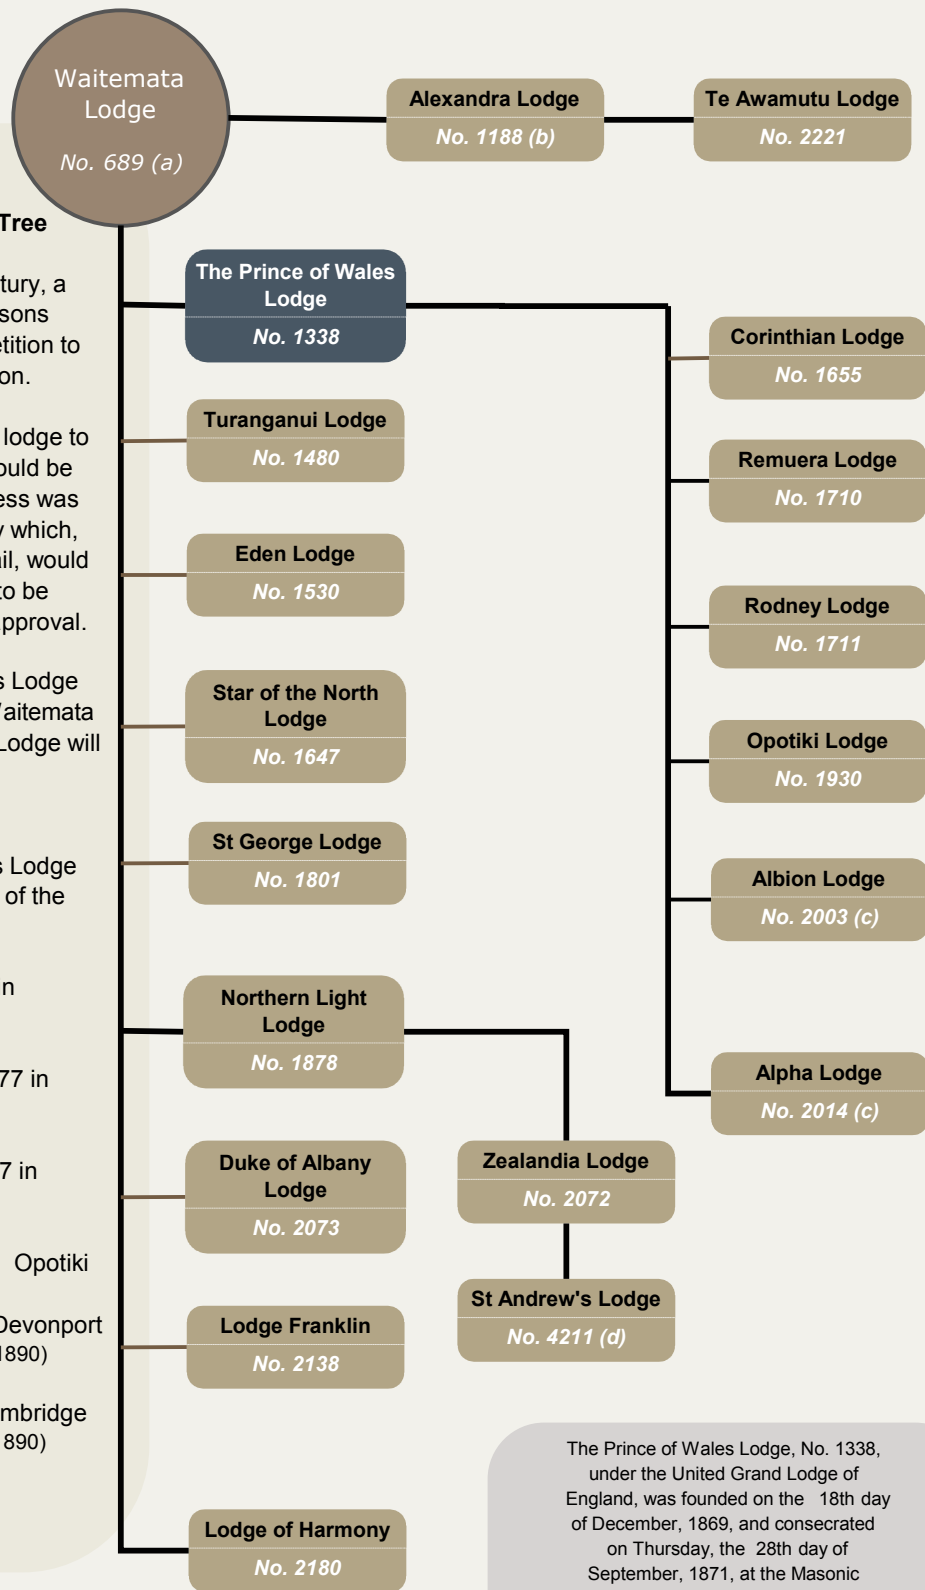 Waitemata
Lodge
No. 689 (a)
Alexandra Lodge
No. 1188 (b)
Te Awamutu Lodge
No. 2221
Tree
tury, a
sons
etition to
on.
lodge to
ould be
ess was
y which,
ail, would
to be
approval.
s Lodge
Waitemata
Lodge will
s Lodge
of the
n
77 in
7 in
Opotiki
Devonport
1890)
mbridge
890)
The Prince of Wales
Lodge
No. 1338
Turanganui Lodge
No. 1480
Eden Lodge
No. 1530
Star of the North
Lodge
No. 1647
St George Lodge
No. 1801
Northern Light
Lodge
No. 1878
Duke of Albany
Lodge
No. 2073
Lodge Franklin
No. 2138
Lodge of Harmony
No. 2180
Zealandia Lodge
No. 2072
St Andrew's Lodge
No. 4211 (d)
Corinthian Lodge
No. 1655
Remuera Lodge
No. 1710
Rodney Lodge
No. 1711
Opotiki Lodge
No. 1930
Albion Lodge
No. 2003 (c)
Alpha Lodge
No. 2014 (c)
The Prince of Wales Lodge, No. 1338,
under the United Grand Lodge of
England, was founded on the 18th day
of December, 1869, and consecrated
on Thursday, the 28th day of
September, 1871, at the Masonic